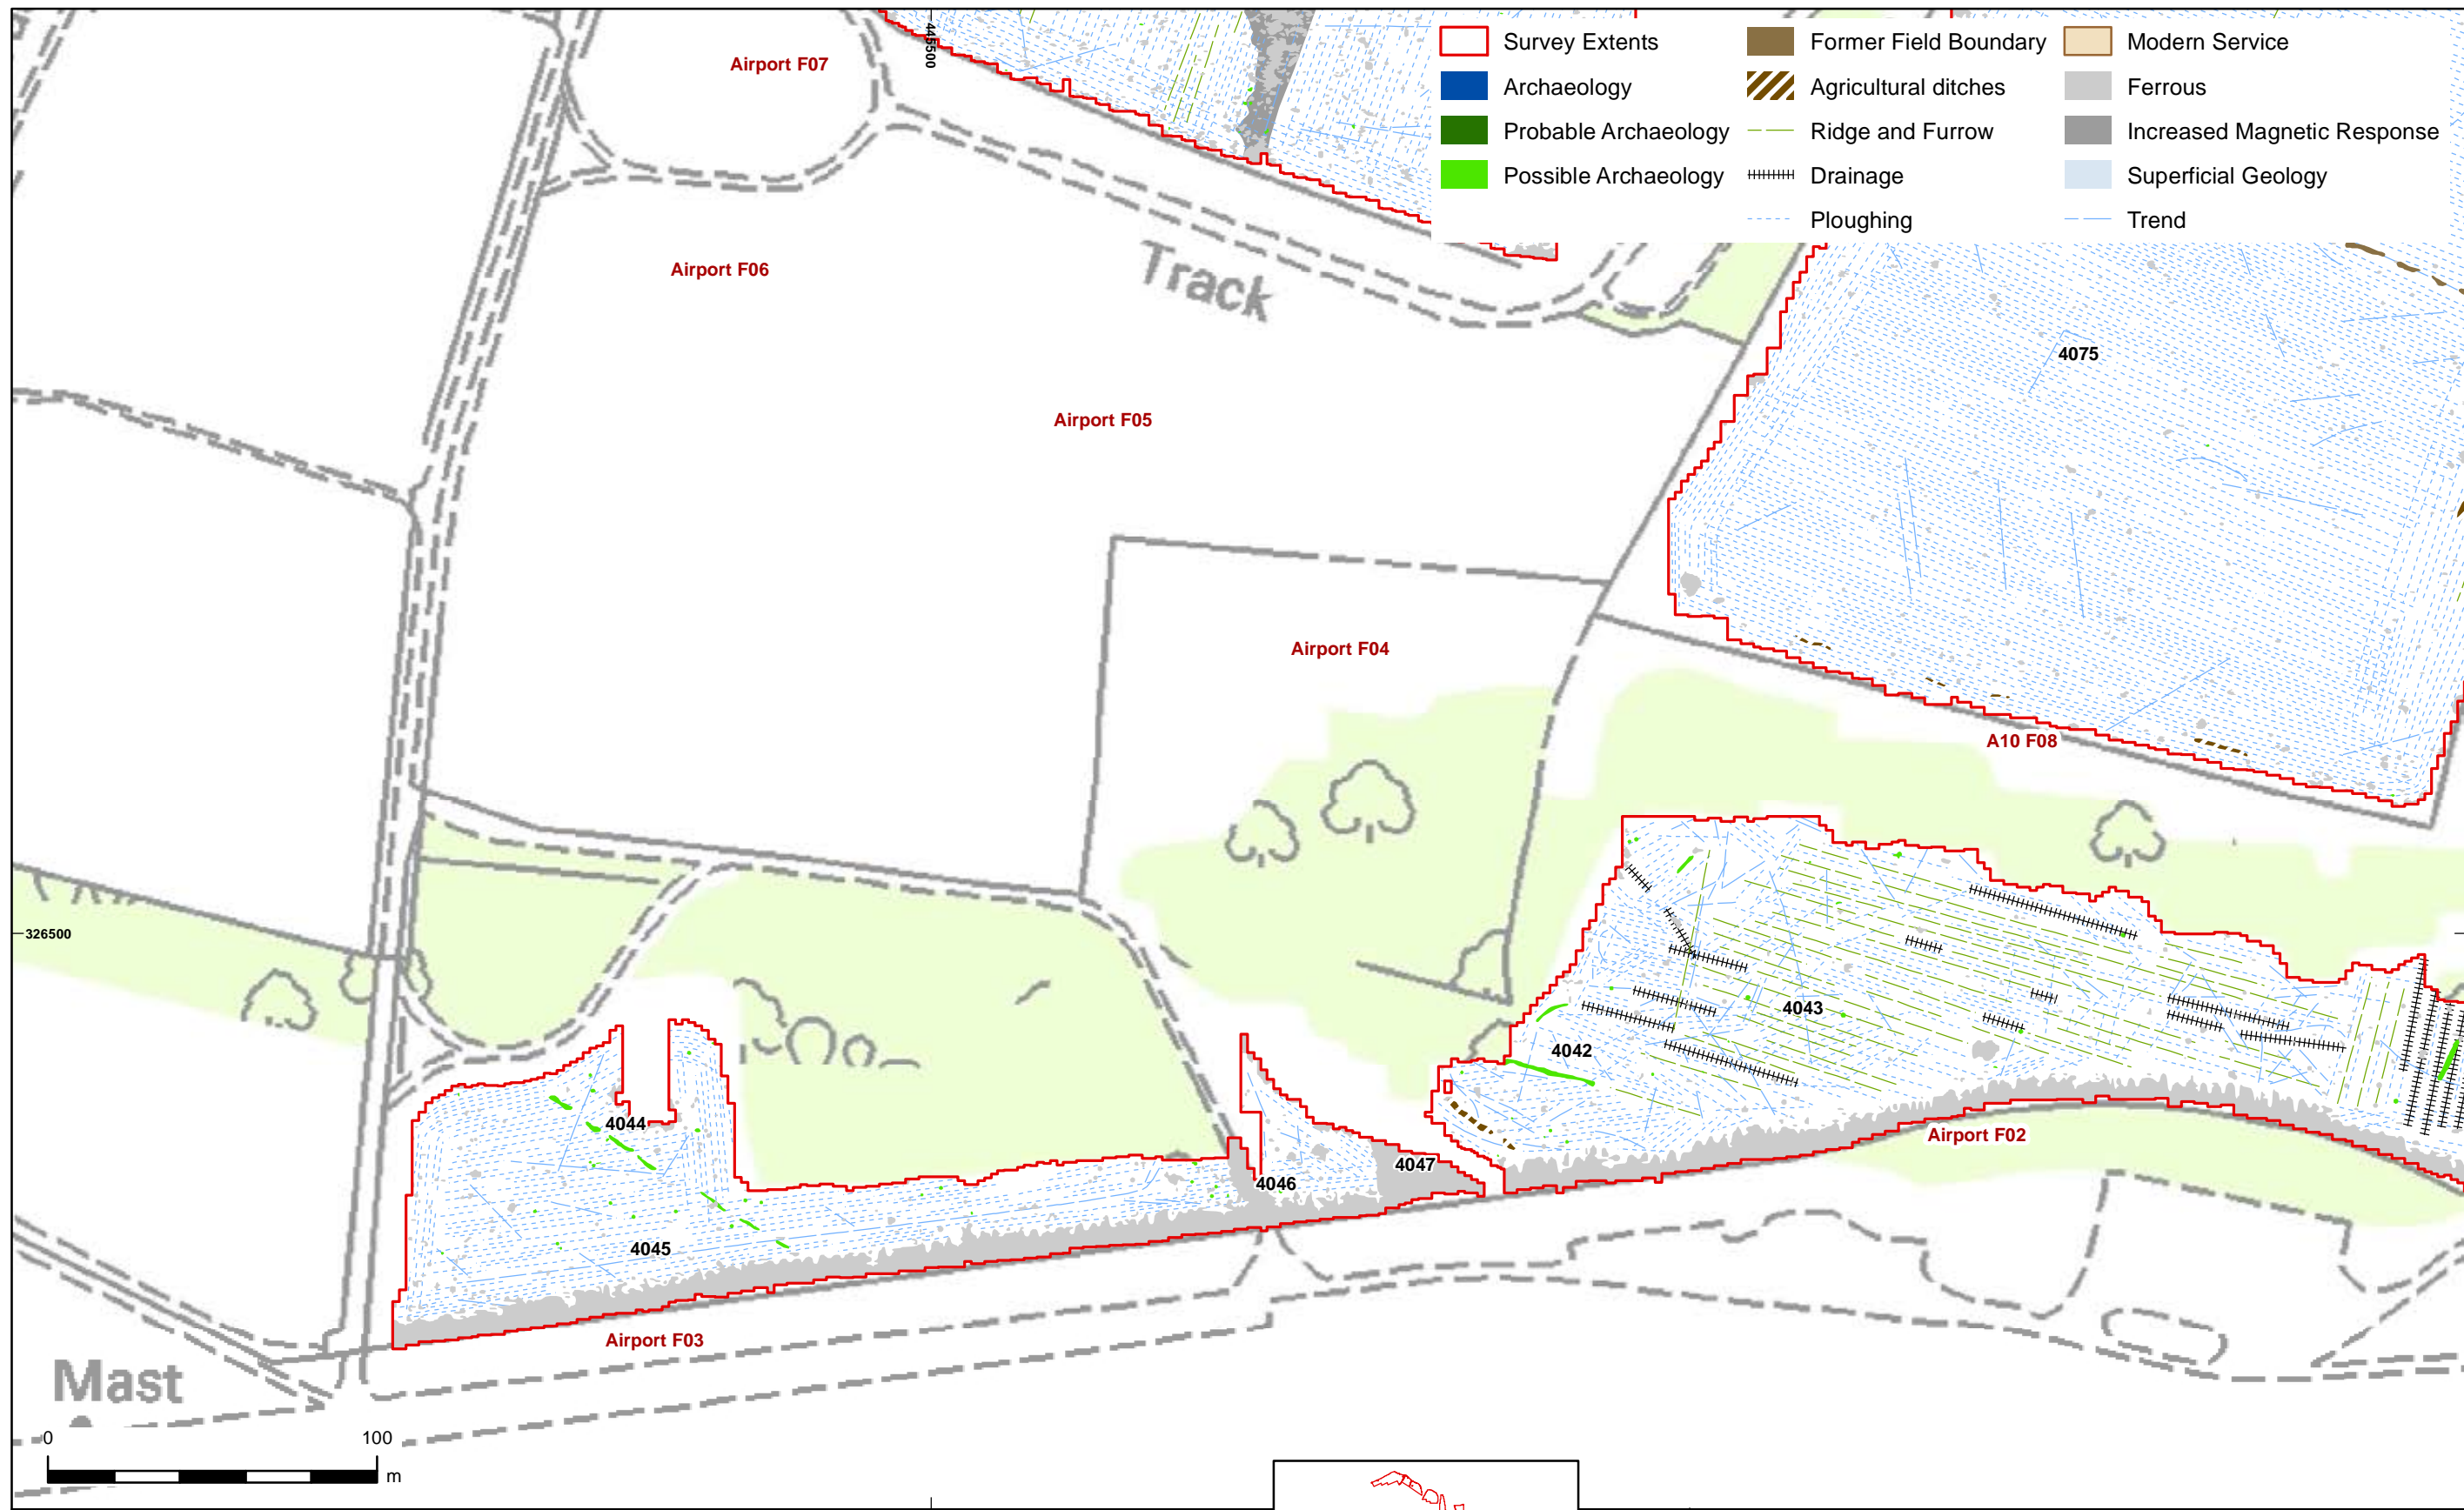 445500
Airport F07
Survey Extents
Archaeology
Probable Archaeology
Possible Archaeology
Former Field Boundary
Agricultural ditches
Ridge and Furrow
Drainage
Ploughing
Modern Service
Ferrous
Increased Magnetic Response
Superficial Geology
Trend
Airport F06
Track
4075
Airport F05
Airport F04
A10 F08
326500
4043
4042
4044
Airport F02
4047
4046
4045
Airport F03
Mast
0 100
m